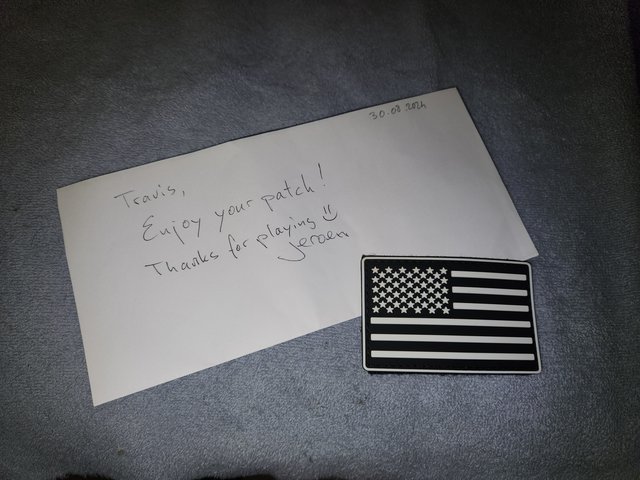 30.08.2024
Travis,
Enjoy your patch!
Thanks for playing
Jeroen